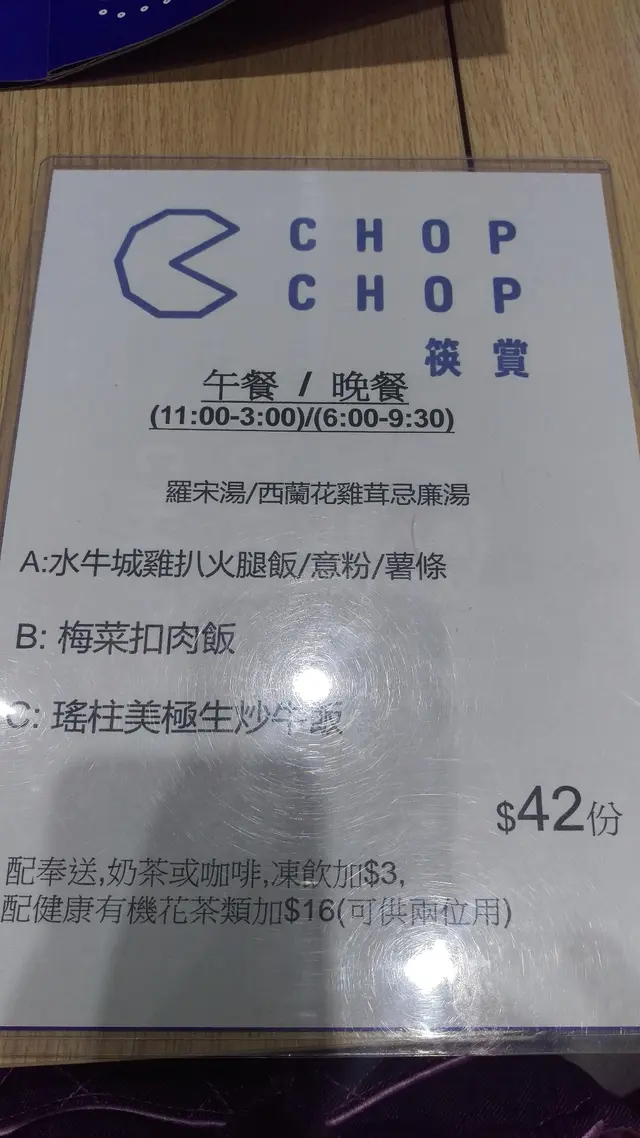 CHOP
CHOP
筷賞
午餐 / 晚餐
(11:00-3:00)/(6:00-9:30)
羅宋湯/西蘭花雞茸忌廉湯
A:水牛城雞扒火腿飯/意粉/薯條
B: 梅菜扣肉飯
C: 瑤柱美極生炒牛飯
$42份
配奉送,奶茶或咖啡,凍飲加$3,
配健康有機花茶類加$16(可供兩位用)